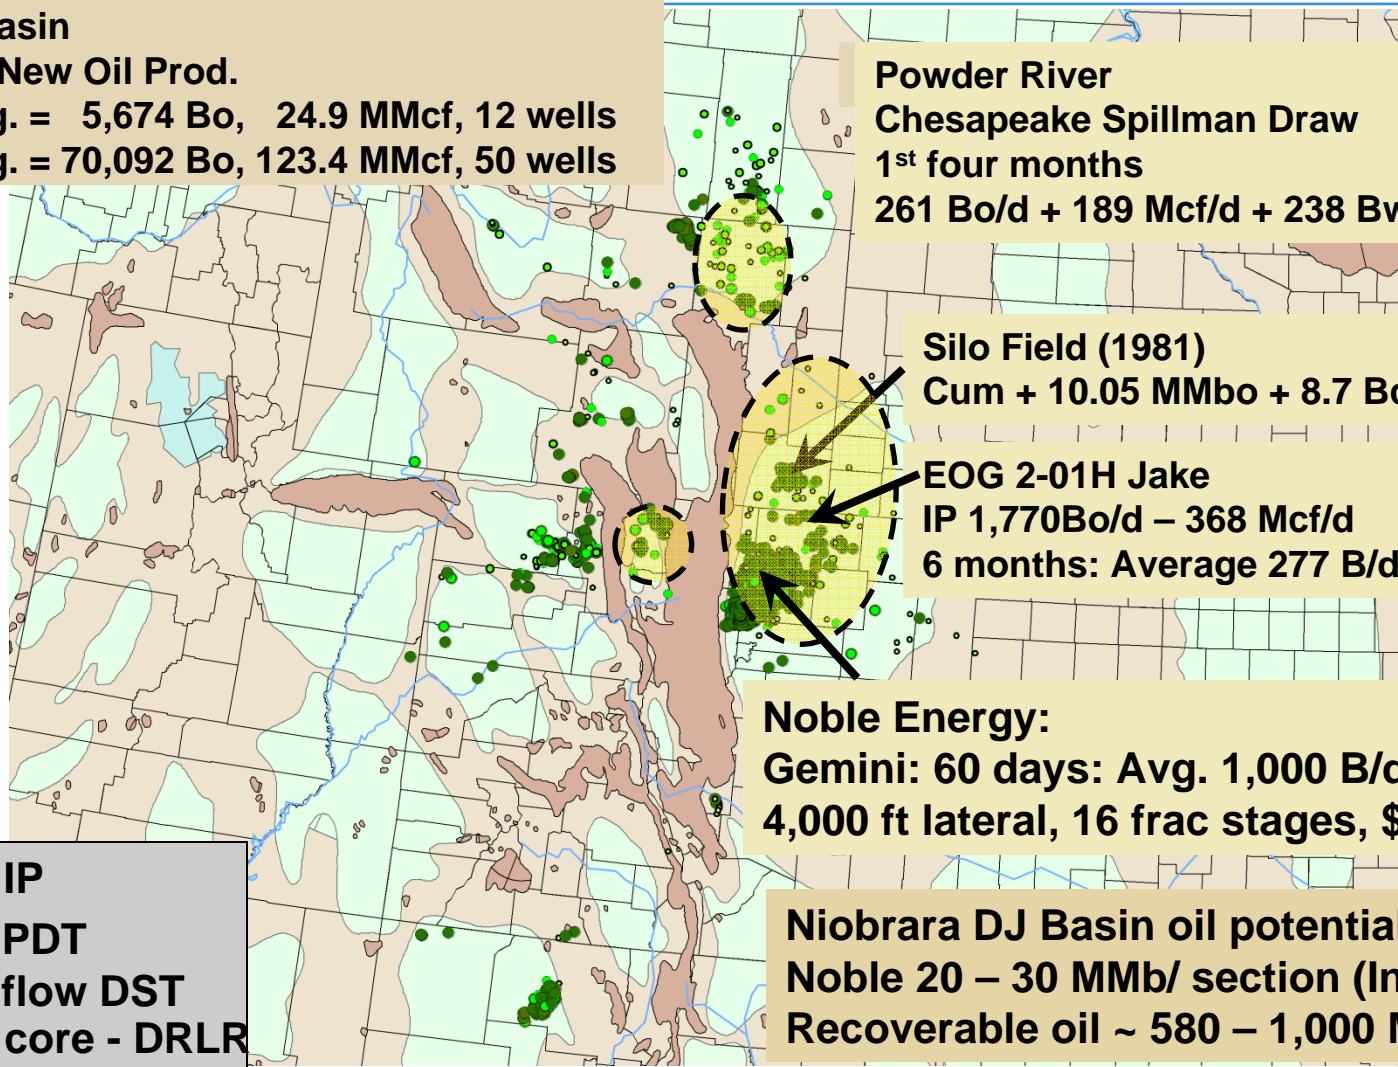 asin
New Oil Prod.
g. = 5,674 Bo, 24.9 MMcf, 12 wells
g. = 70,092 Bo, 123.4 MMcf, 50 wells
Powder River
Chesapeake Spillman Draw
1st four months
261 Bo/d + 189 Mcf/d + 238 Bw
Silo Field (1981)
Cum + 10.05 MMbo + 8.7 Bc
EOG 2-01H Jake
IP 1,770Bo/d – 368 Mcf/d
6 months: Average 277 B/d
Noble Energy:
Gemini: 60 days: Avg. 1,000 B/d
4,000 ft lateral, 16 frac stages, $
IP
PDT
flow DST
core - DRLR
Niobrara DJ Basin oil potential
Noble 20 – 30 MMb/ section (In
Recoverable oil ~ 580 – 1,000 M